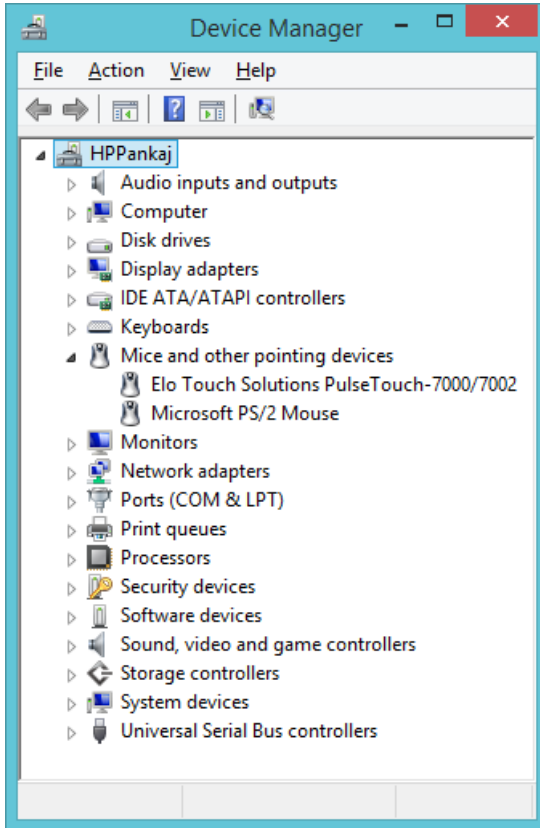 Device Manager
File Action View Help
HPPankaj
Audio inputs and outputs
Computer
Disk drives
Display adapters
IDE ATA/ATAPI controllers
Keyboards
Mice and other pointing devices
Elo Touch Solutions PulseTouch-7000/7002
Microsoft PS/2 Mouse
Monitors
Network adapters
Ports (COM & LPT)
Print queues
Processors
Security devices
Software devices
Sound, video and game controllers
Storage controllers
System devices
Universal Serial Bus controllers